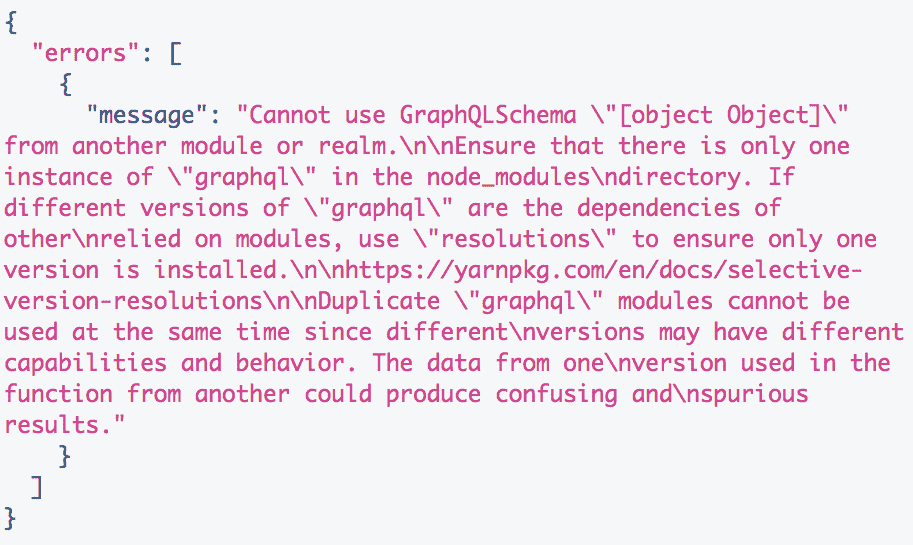 {
  "errors": [
    {
      "message": "Cannot use GraphQLSchema \"[object Object]\"
from another module or realm.\n\nEnsure that there is only one
instance of \"graphql\" in the node_modules\ndirectory. If
different versions of \"graphql\" are the dependencies of
other\nrelied on modules, use \"resolutions\" to ensure only one
version is installed.\n\nhttps://yarnpkg.com/en/docs/selective-
version-resolutions\n\nDuplicate \"graphql\" modules cannot be
used at the same time since different\nversions may have different
capabilities and behavior. The data from one\nversion used in the
function from another could produce confusing and\nspurious
results."
    }
  ]
}